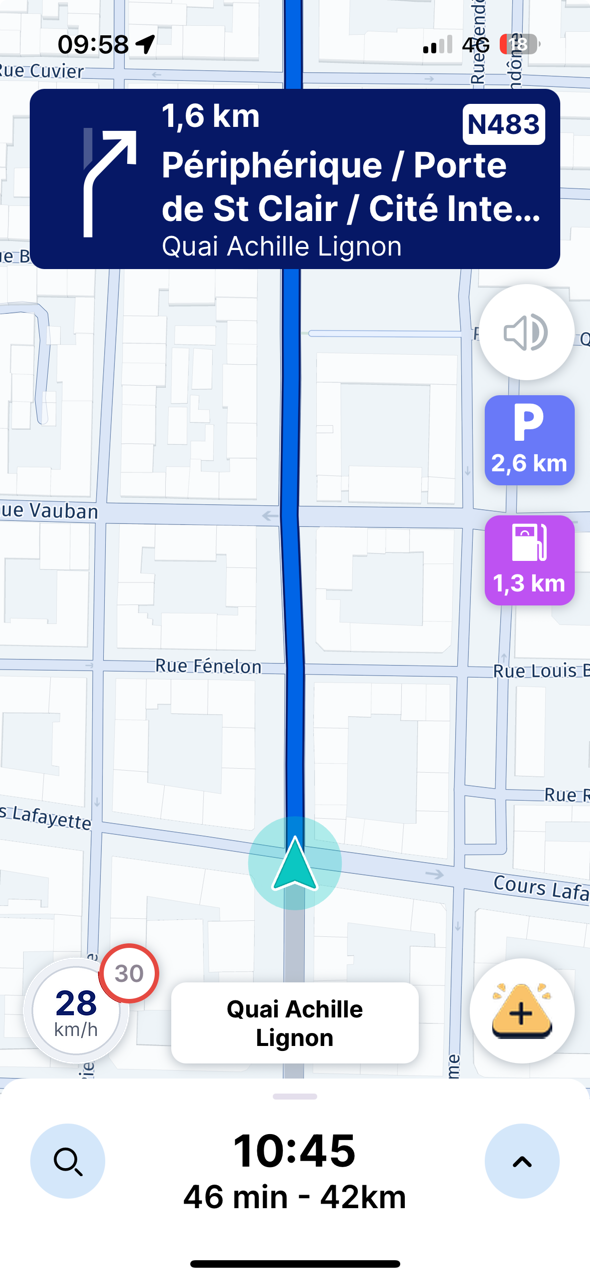 09:58
4G
18
Rue Cuvier
1,6 km
N483
Périphérique / Porte
de St Clair / Cité Inte...
Quai Achille Lignon
P
2,6 km
1,3 km
ue Vauban
Rue Fénelon
Rue Louis B
Rue R
s Lafayette
Cours Lafa
30
28
km/h
Quai Achille
Lignon
10:45
46 min - 42km